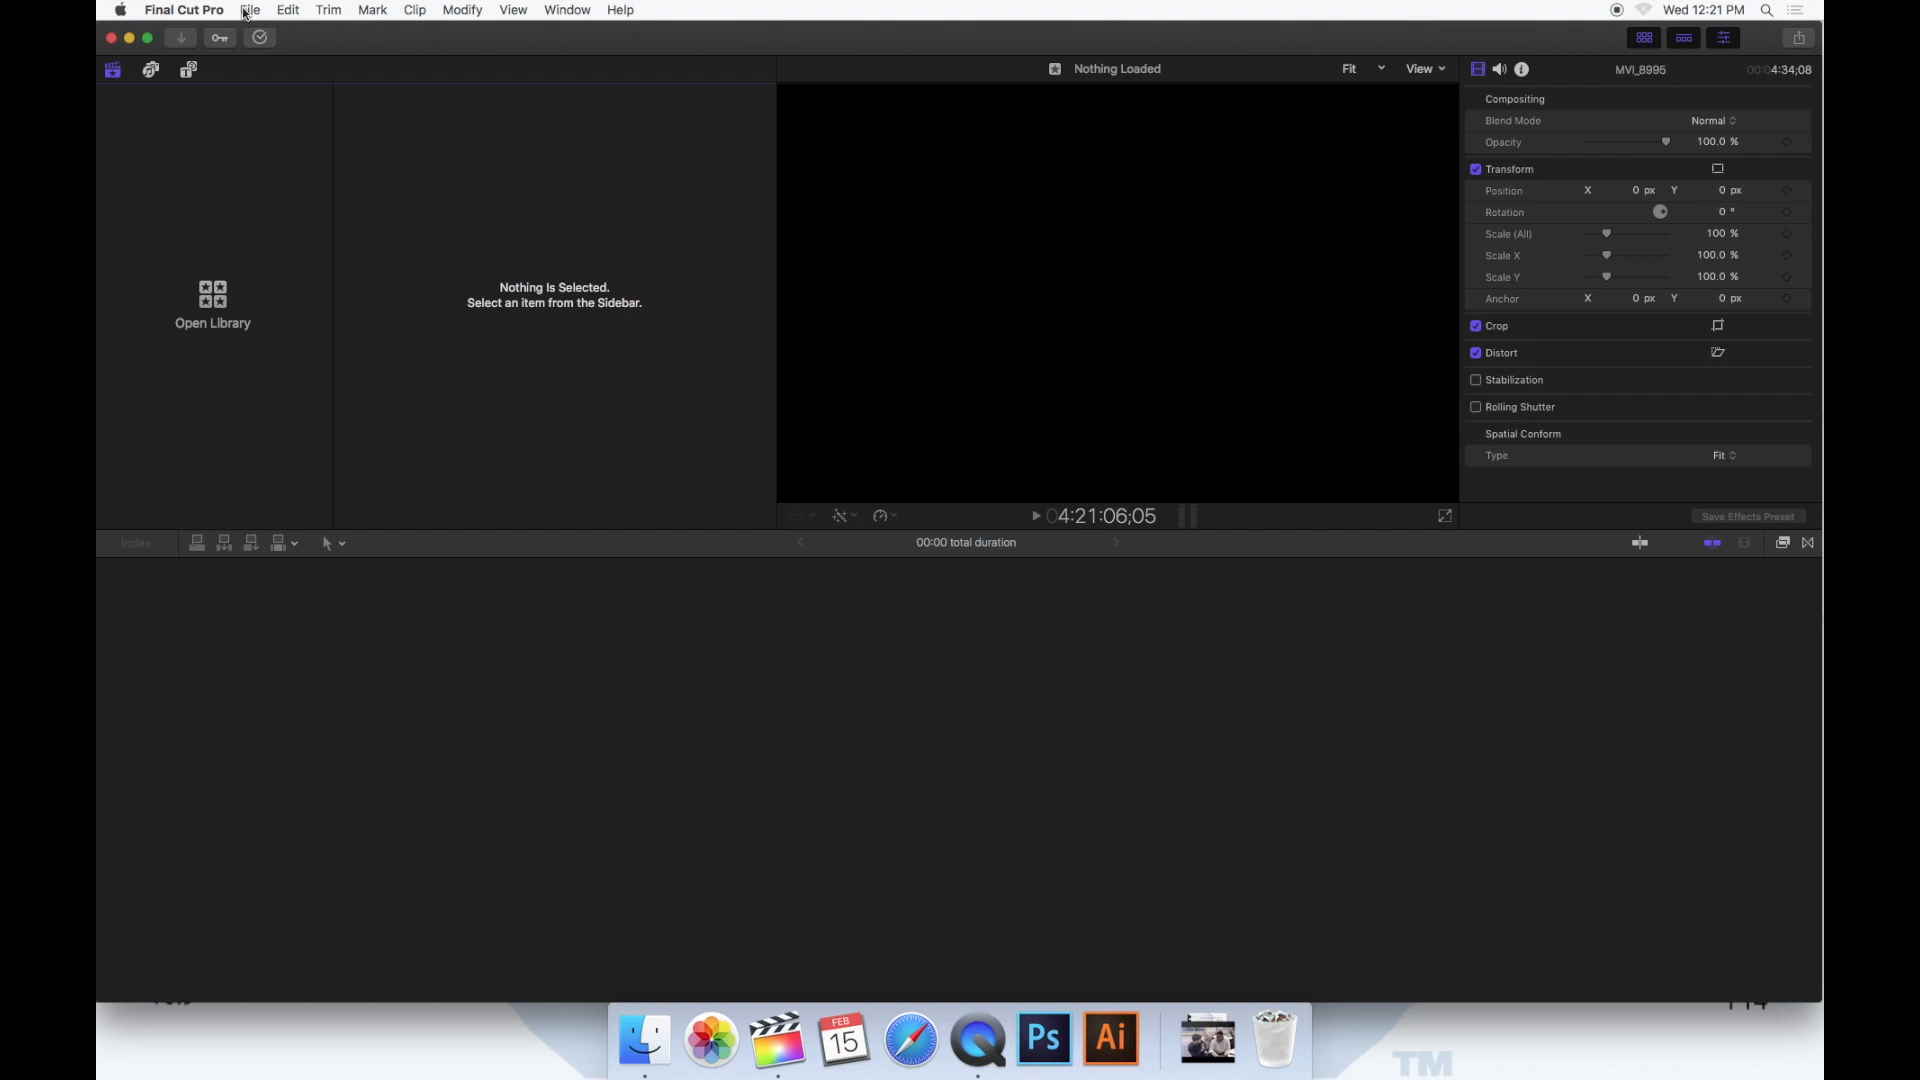 Final Cut Pro File Edit Trim Mark Clip Modify View Window Help Wed 12:21 PM
Nothing Loaded Fit View MVI_8995 00:04:34;08
Compositing
Blend Mode Normal
Opacity 100.0 %
Transform
Position X 0 px Y 0 px
Rotation 0 °
Scale (All) 100 %
Scale X 100.0 %
Scale Y 100.0 %
Anchor X 0 px Y 0 px
Crop
Distort
Stabilization
Rolling Shutter
Spatial Conform
Type Fit
Open Library
Nothing Is Selected.
Select an item from the Sidebar.
04:21:06;05
Save Effects Preset
Index
00:00 total duration
FEB
15
Ps
Ai
TM